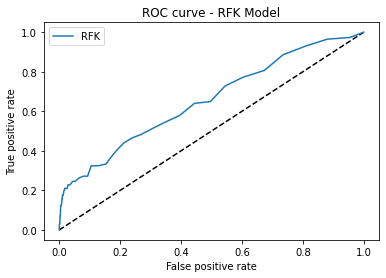 ROC curve - RFK Model
RFK
True positive rate
1.0
0.8
0.6
0.4
0.2
0.0
0.0 0.2 0.4 0.6 0.8 1.0
False positive rate